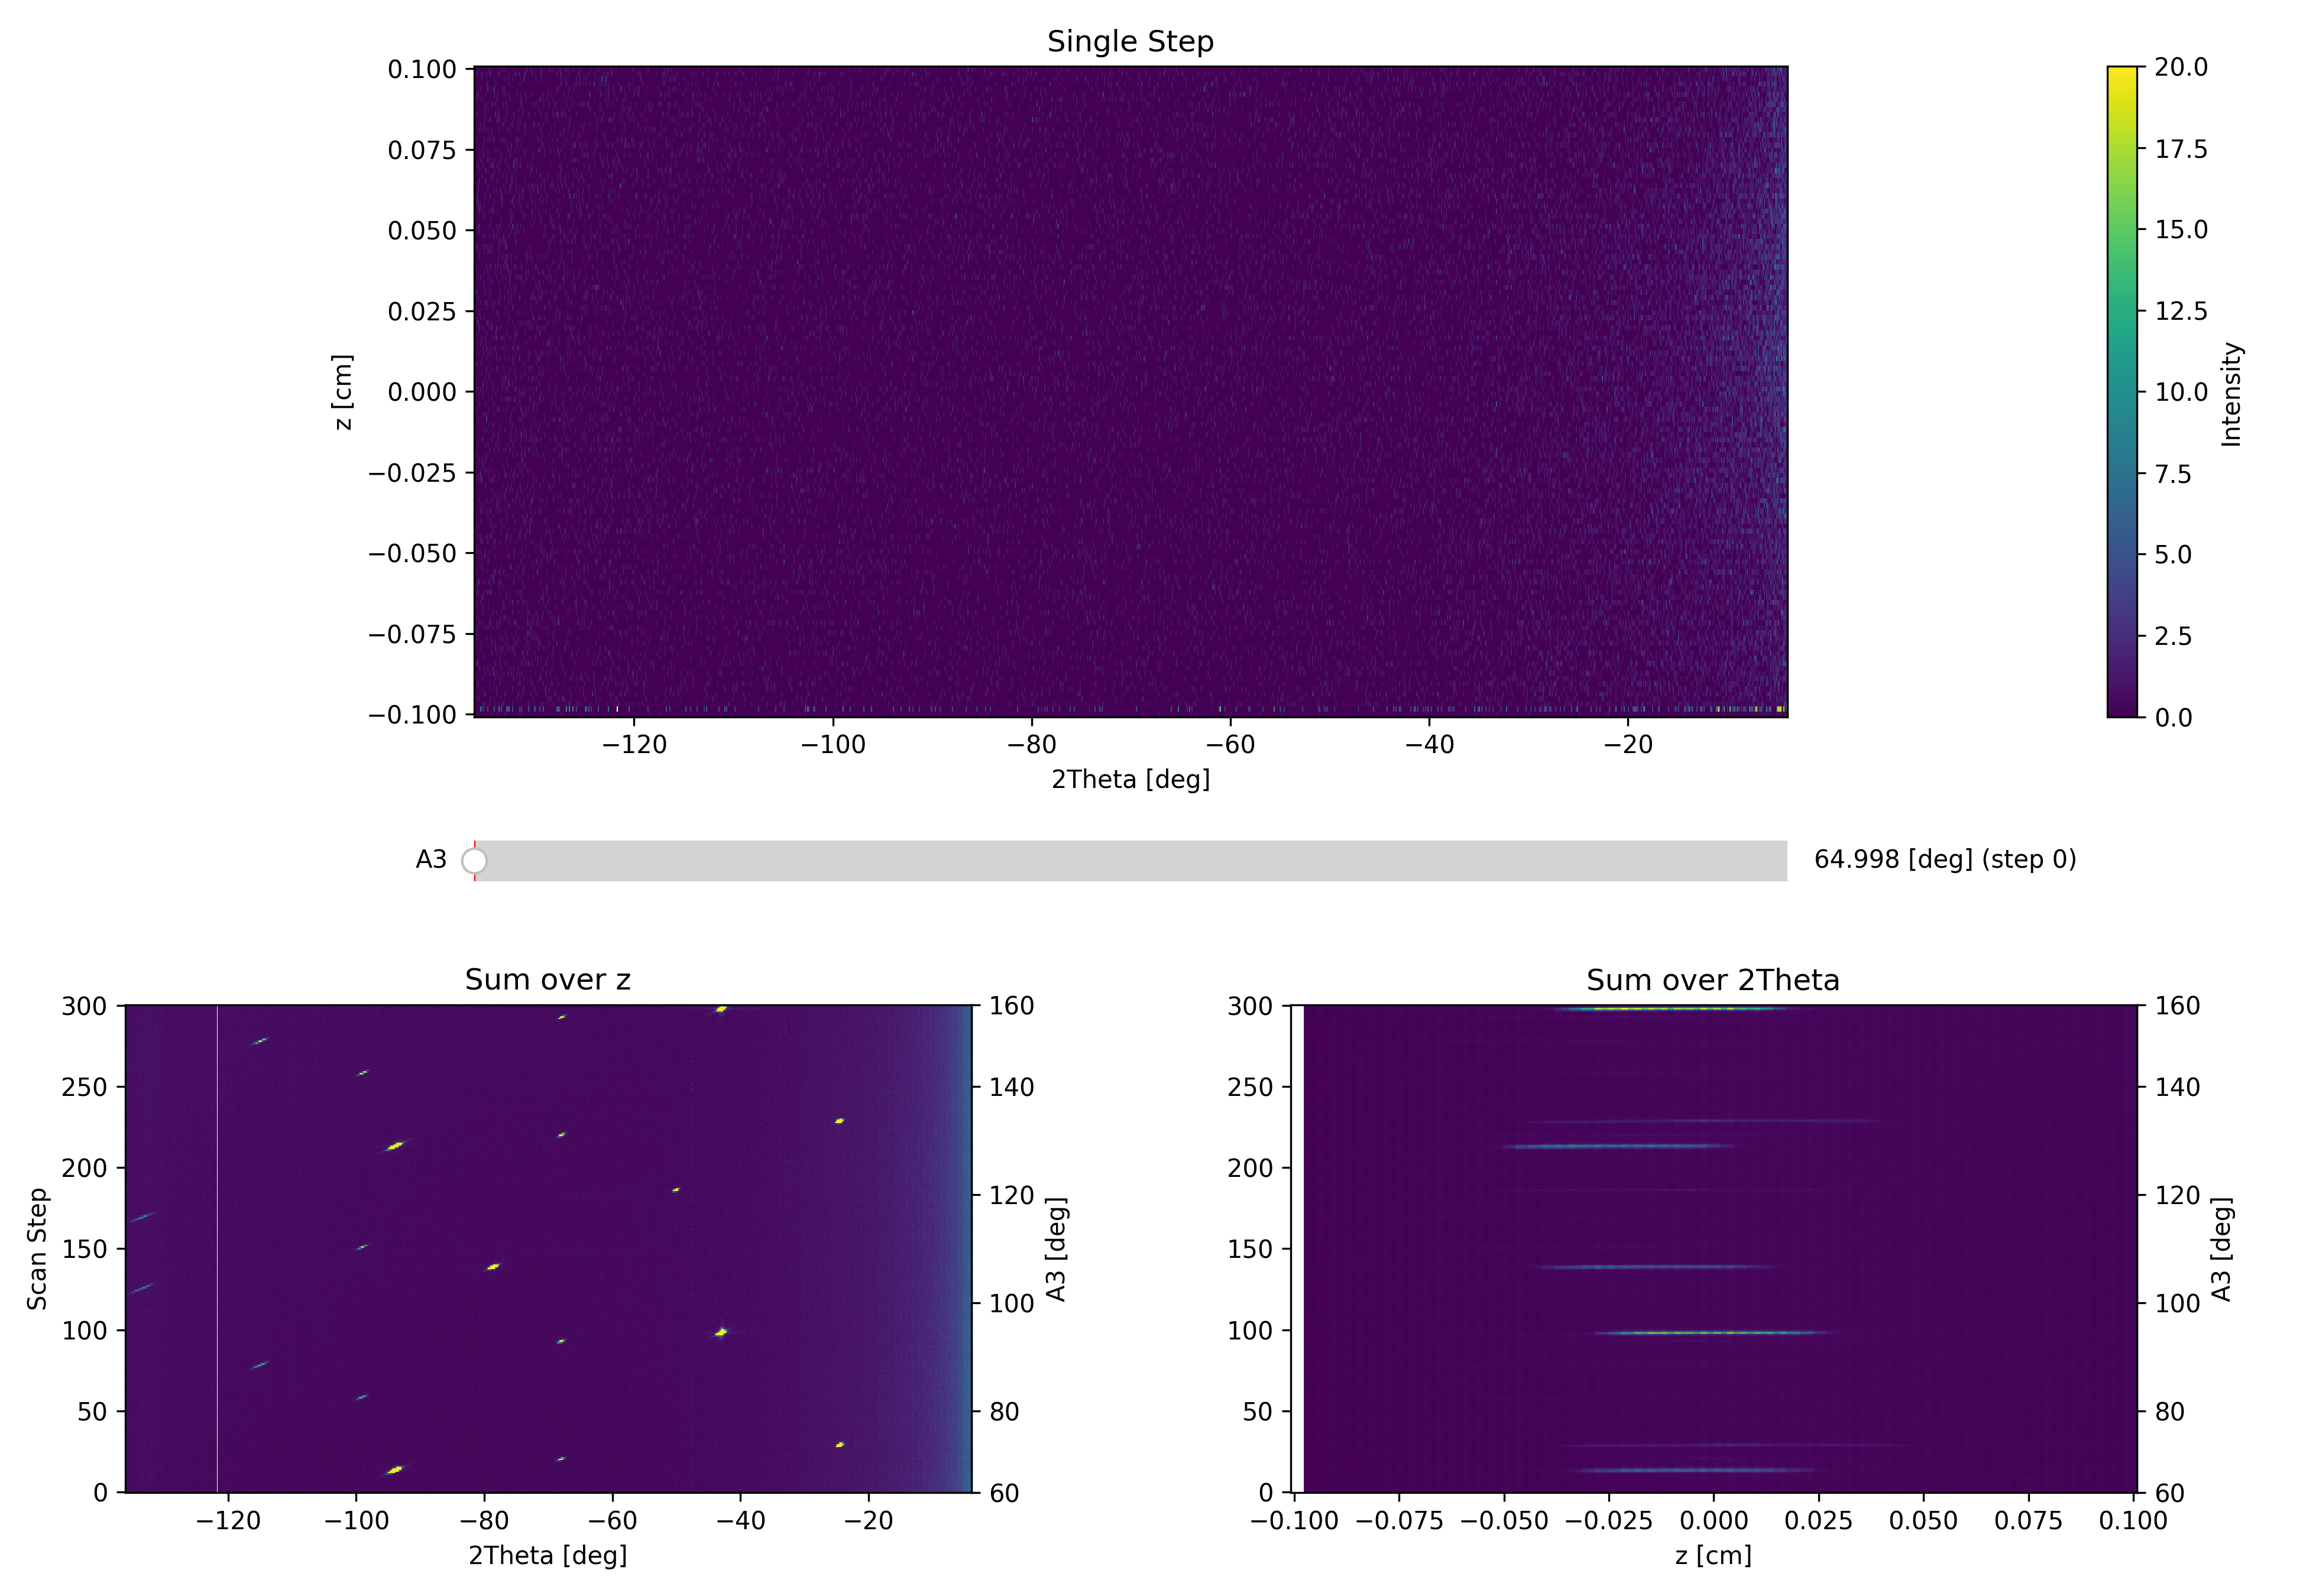 Single Step
0.100
0.075
0.050
0.025
0.000
−0.025
−0.050
−0.075
−0.100
z [cm]
−120 −100 −80 −60 −40 −20
2Theta [deg]
20.0
17.5
15.0
12.5
10.0
7.5
5.0
2.5
0.0
Intensity
A3 64.998 [deg] (step 0)
Sum over z
300
250
200
150
100
50
0
Scan Step
160
140
120
100
80
60
A3 [deg]
−120 −100 −80 −60 −40 −20
2Theta [deg]
Sum over 2Theta
300
250
200
150
100
50
0
160
140
120
100
80
60
A3 [deg]
−0.100 −0.075 −0.050 −0.025 0.000 0.025 0.050 0.075 0.100
z [cm]